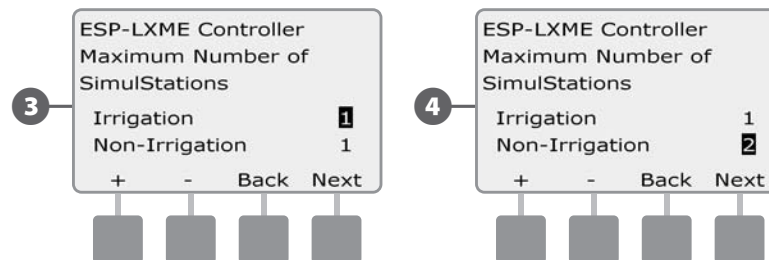 3
ESP-LXME Controller
Maximum Number of
SimulStations
Irrigation 1
Non-Irrigation 1
+ - Back Next
4
ESP-LXME Controller
Maximum Number of
SimulStations
Irrigation 1
Non-Irrigation 2
+ - Back Next